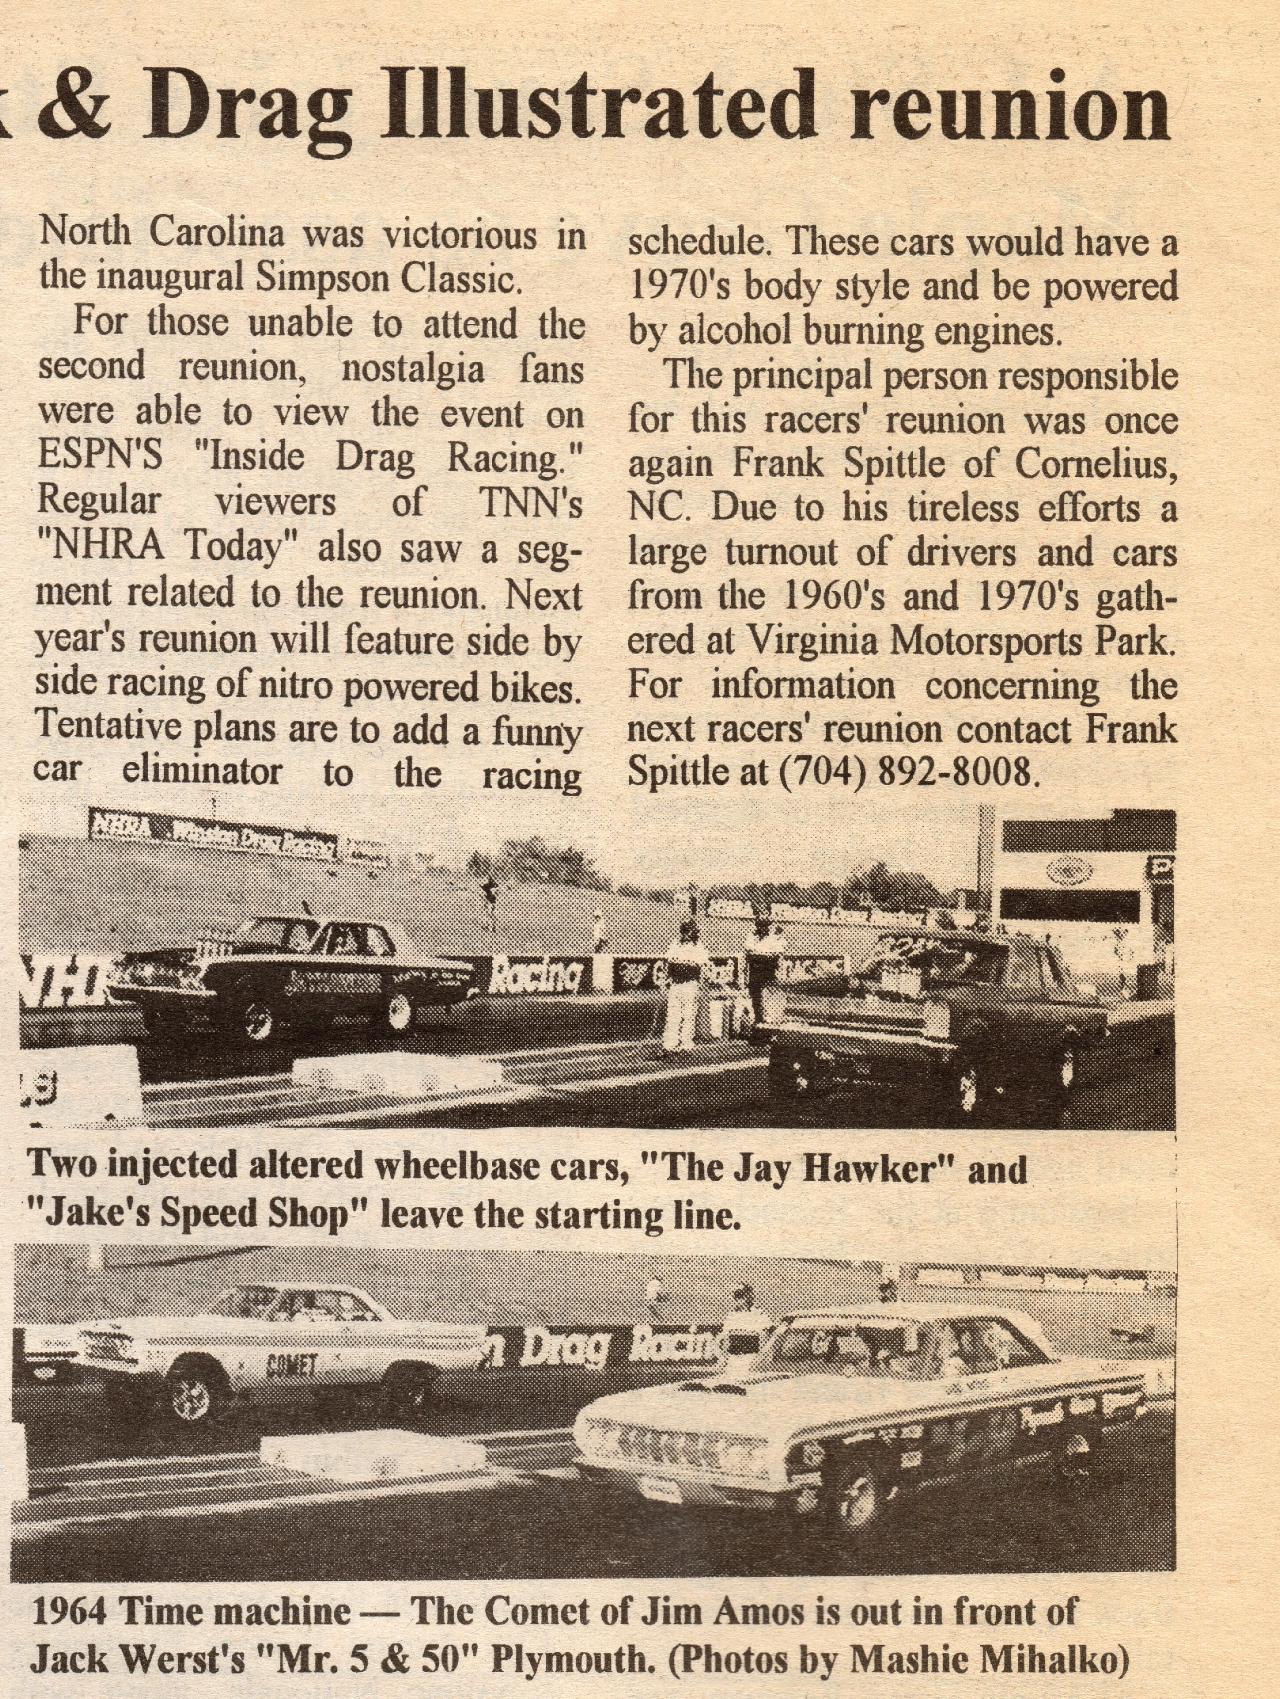 & Drag Illustrated reunion
North Carolina was victorious in
the inaugural Simpson Classic.
For those unable to attend the
second reunion, nostalgia fans
were able to view the event on
ESPN'S "Inside Drag Racing."
Regular viewers of TNN's
"NHRA Today" also saw a seg-
ment related to the reunion. Next
year's reunion will feature side by
side racing of nitro powered bikes.
Tentative plans are to add a funny
car eliminator to the racing
schedule. These cars would have a
1970's body style and be powered
by alcohol burning engines.
The principal person responsible
for this racers' reunion was once
again Frank Spittle of Cornelius,
NC. Due to his tireless efforts a
large turnout of drivers and cars
from the 1960's and 1970's gath-
ered at Virginia Motorsports Park.
For information concerning the
next racers' reunion contact Frank
Spittle at (704) 892-8008.
NHRA Winston Drag Racing
NH
Racing
Two injected altered wheelbase cars, "The Jay Hawker" and
"Jake's Speed Shop" leave the starting line.
COMET
n Drag Racing
1964 Time machine — The Comet of Jim Amos is out in front of
Jack Werst's "Mr. 5 & 50" Plymouth. (Photos by Mashie Mihalko)